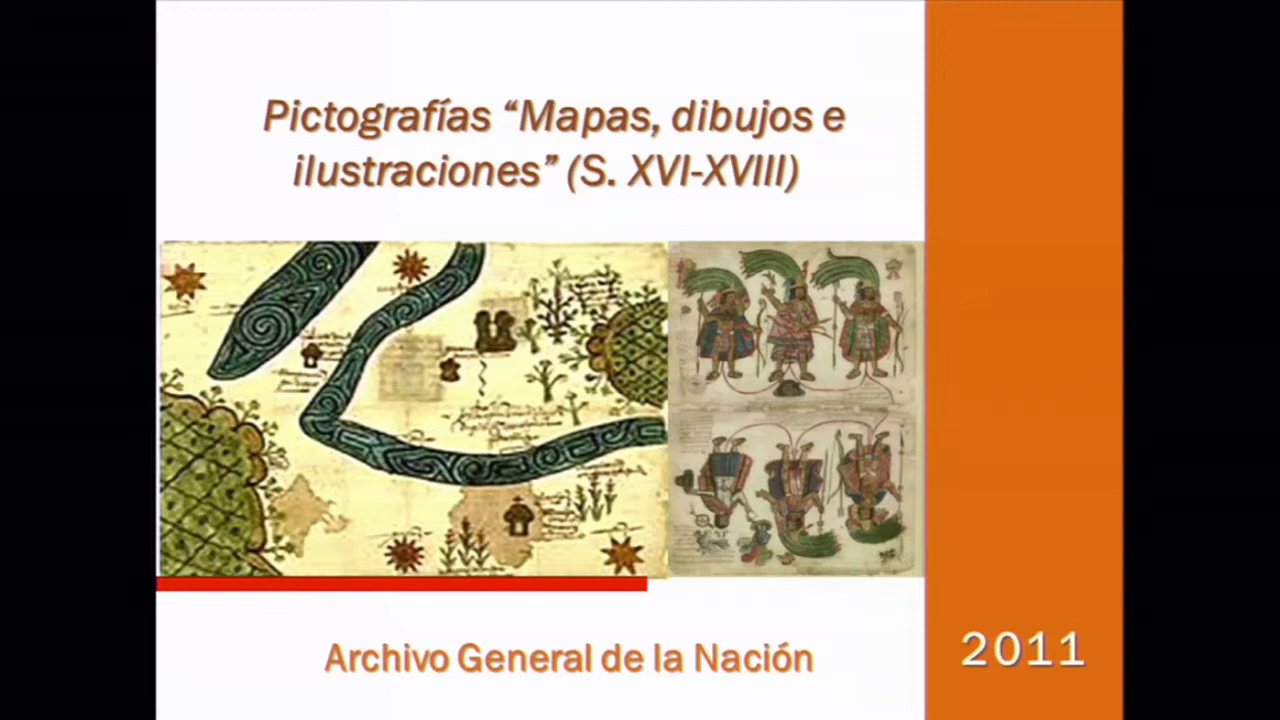 Pictografías “Mapas, dibujos e
ilustraciones” (S. XVI-XVIII)
Archivo General de la Nación
2011